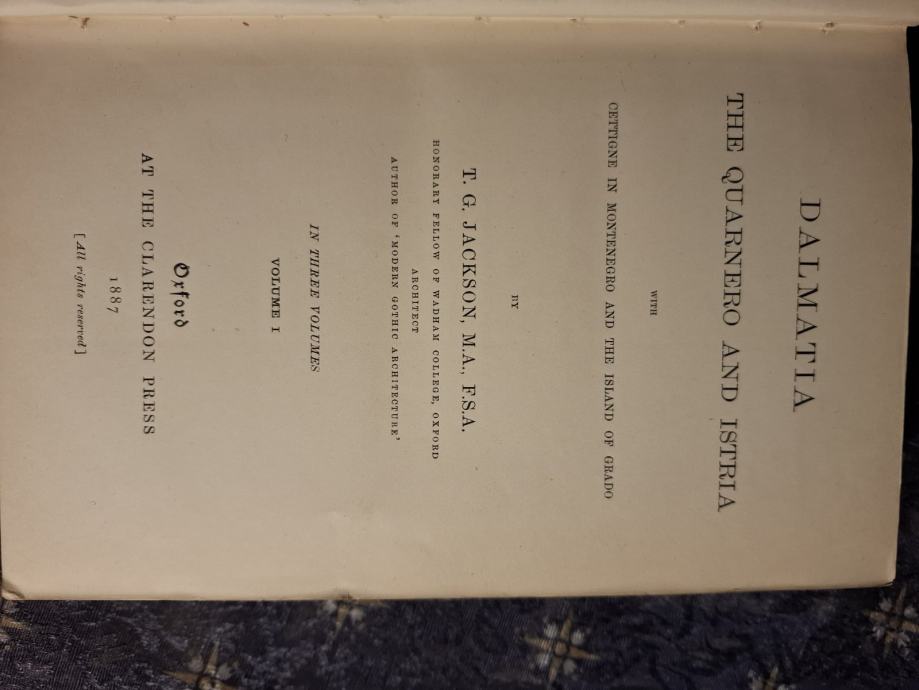 DALMATIA
THE QUARNERO AND ISTRIA
WITH
CETTIGNE IN MONTENEGRO AND THE ISLAND OF GRADO
BY
T. G. JACKSON, M.A., F.S.A.
HONORARY FELLOW OF WADHAM COLLEGE, OXFORD
ARCHITECT
AUTHOR OF ‘MODERN GOTHIC ARCHITECTURE’
IN THREE VOLUMES
VOLUME I
Oxford
AT THE CLARENDON PRESS
1887
[All rights reserved]